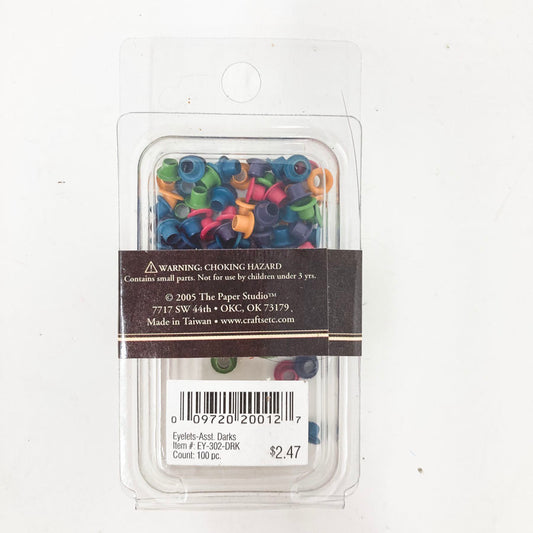 ⚠ WARNING: CHOKING HAZARD
Contains small parts. Not for use by children under 3 yrs.
© 2005 The Paper Studio™
7717 SW 44th • OKC, OK 73179
Made in Taiwan • www.craftsetc.com
0 09720 20012 7
Eyelets-Asst. Darks
Item #: EY-302-DRK
Count: 100 pc.
$2.47